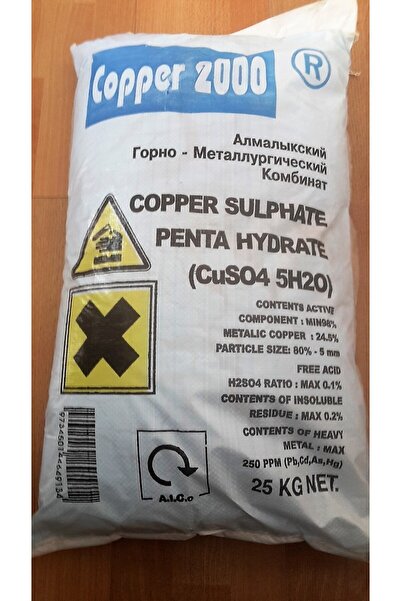 Copper 2000 ®
Алмалыкский
Горно - Металлургический
Комбинат
COPPER SULPHATE
PENTA HYDRATE
(CuSO4 5H2O)
CONTENTS ACTIVE
COMPONENT : MIN98%
METALIC COPPER : 24.5%
PARTICLE SIZE: 80% - 5 mm
FREE ACID
H2SO4 RATIO : MAX 0.1%
CONTENTS OF INSOLUBLE
RESIDUE : MAX 0.2%
CONTENTS OF HEAVY
METAL : MAX
250 PPM (Pb,Cd,As,Hg)
25 KG NET.
A.I.C.o